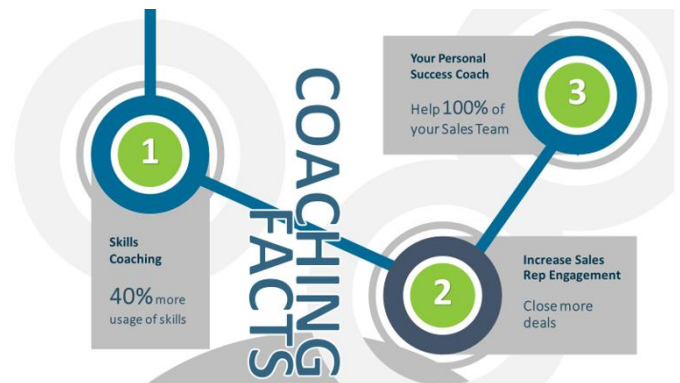 COACHING
FACTS
1
Skills
Coaching
40% more
usage of skills
2
Increase Sales
Rep Engagement
Close more
deals
3
Your Personal
Success Coach
Help 100% of
your Sales Team